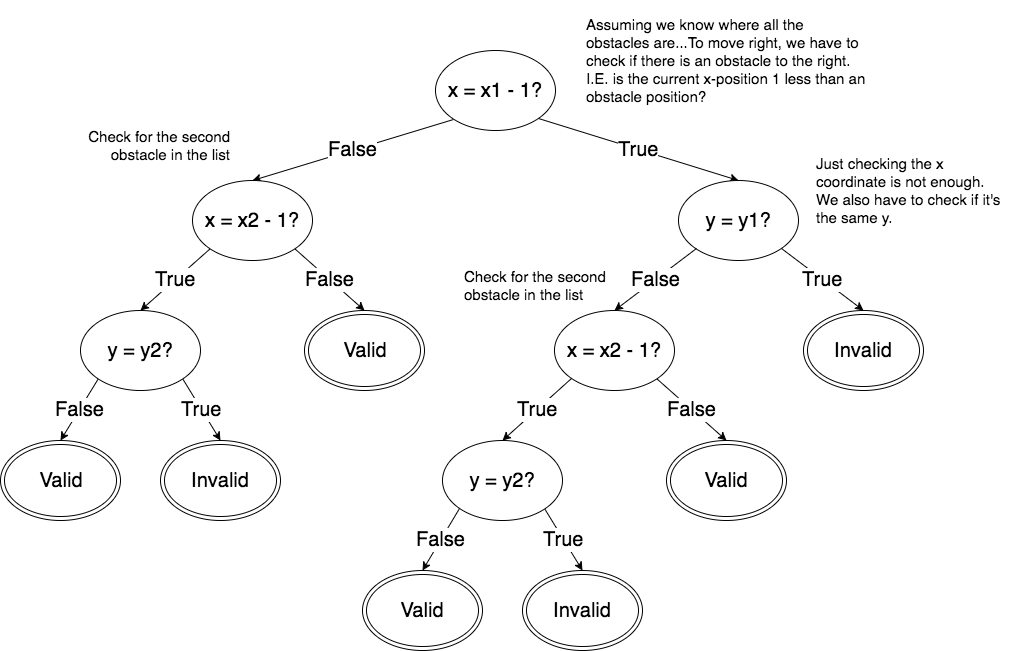 Assuming we know where all the
obstacles are...To move right, we have to
check if there is an obstacle to the right.
I.E. is the current x-position 1 less than an
obstacle position?
x = x1 - 1?
Check for the second
obstacle in the list
False
True
Just checking the x
coordinate is not enough.
We also have to check if it's
the same y.
x = x2 - 1?
y = y1?
True
False
Check for the second
obstacle in the list
False
True
y = y2?
Valid
x = x2 - 1?
Invalid
False
True
True
False
Valid
Invalid
y = y2?
Valid
False
True
Valid
Invalid